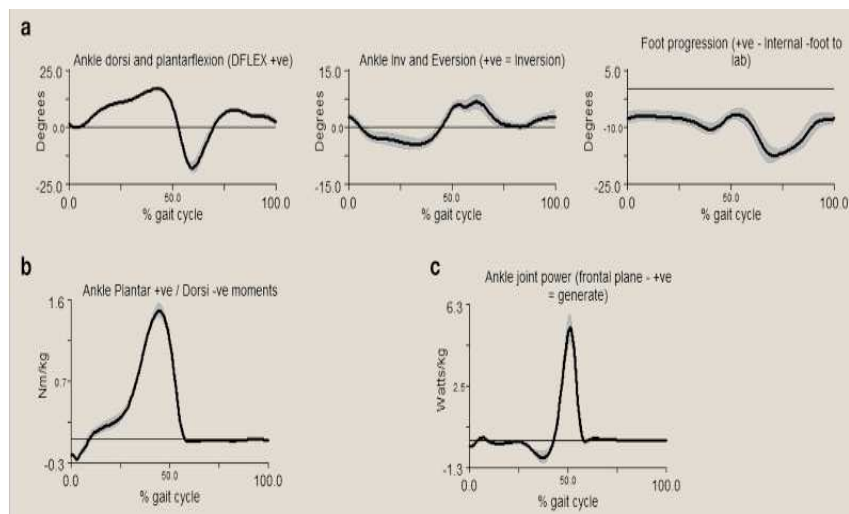 a
Ankle dorsi and plantarflexion (DFLEX +ve)
25.0
0.0
-25.0
Degrees
0.0
50.0
100.0
% gait cycle
Ankle Inv and Eversion (+ve = Inversion)
15.0
0.0
-15.0
Degrees
0.0
50.0
100.0
% gait cycle
Foot progression (+ve - Internal -foot to
lab)
5.0
-10.0
-25.0
Degrees
0.0
50.0
100.0
% gait cycle
b
Ankle Plantar +ve / Dorsi -ve moments
1.6
0.7
-0.3
Nm/kg
0.0
50.0
100.0
% gait cycle
c
Ankle joint power (frontal plane - +ve
= generate)
6.3
2.5
-1.3
Watts/kg
0.0
50.0
100.0
% gait cycle